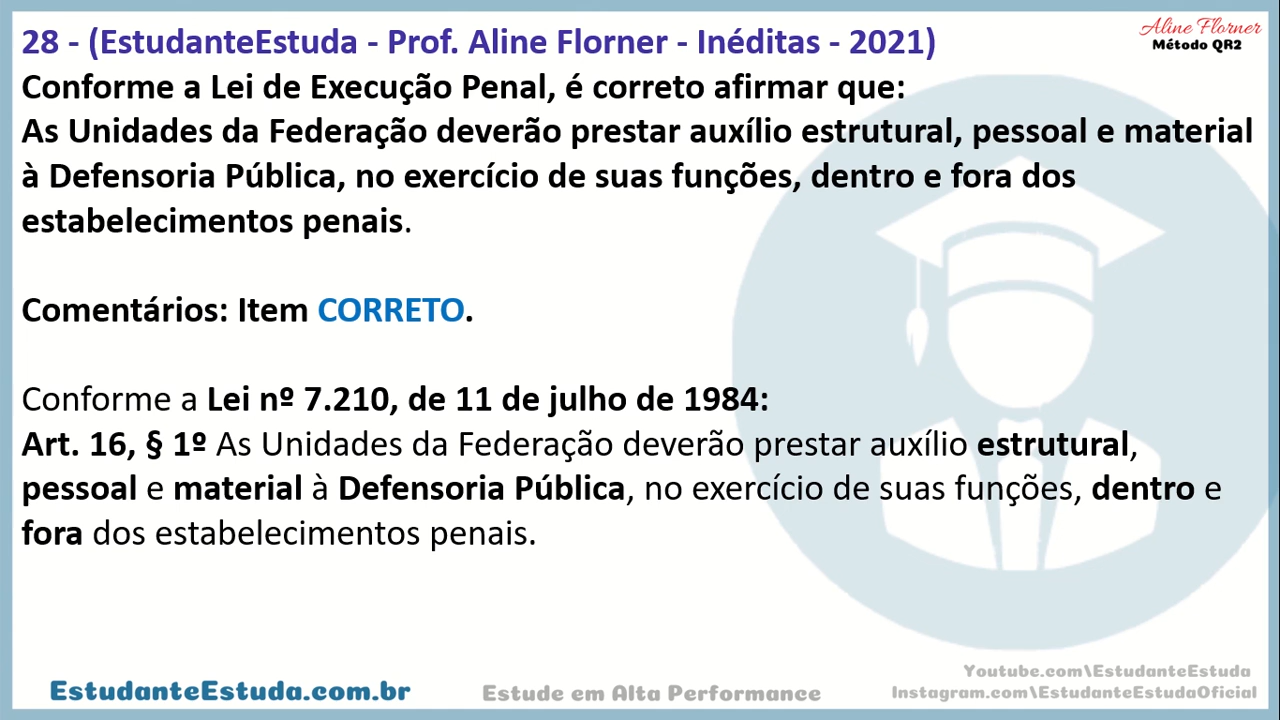 28 - (EstudanteEstuda - Prof. Aline Florner - Inéditas - 2021)
Aline Florner
Método QR2
Conforme a Lei de Execução Penal, é correto afirmar que:
As Unidades da Federação deverão prestar auxílio estrutural, pessoal e material
à Defensoria Pública, no exercício de suas funções, dentro e fora dos
estabelecimentos penais.
Comentários: Item CORRETO.
Conforme a Lei nº 7.210, de 11 de julho de 1984:
Art. 16, § 1º As Unidades da Federação deverão prestar auxílio estrutural,
pessoal e material à Defensoria Pública, no exercício de suas funções, dentro e
fora dos estabelecimentos penais.
EstudanteEstuda.com.br
Estude em Alta Performance
Youtube.com\EstudanteEstuda
Instagram.com\EstudanteEstudaOficial